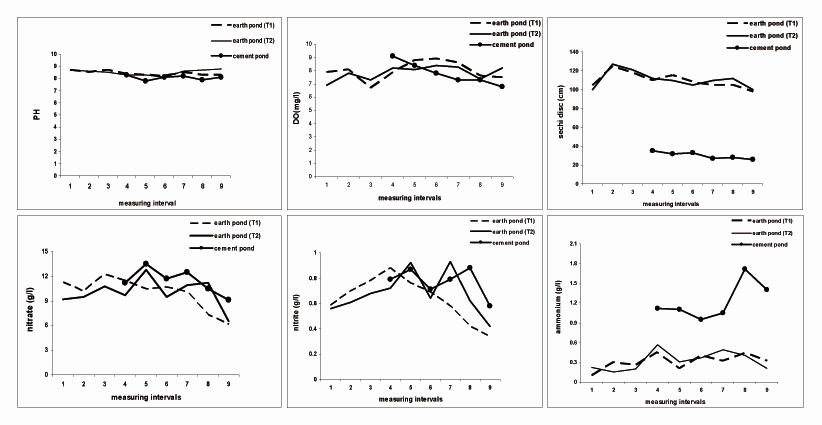 earth pond (T1)
earth pond (T2)
cement pond
PH
10
9
8
7
6
5
4
3
2
1
0
1 2 3 4 5 6 7 8 9
measuring interval
earth pond (T1)
earth pond (T2)
cement pond
DO(mg/l)
10
9
8
7
6
5
4
3
2
1
0
1 2 3 4 5 6 7 8 9
measuring intervals
earth pond (T1)
earth pond (T2)
cement pond
sechi disc (cm)
140
120
100
80
60
40
20
0
1 2 3 4 5 6 7 8 9
measuring intervals
earth pond (T1)
earth pond (T2)
cement pond
nitrate (g/l)
15
12
9
6
3
0
1 2 3 4 5 6 7 8 9
measuring intervals
earth pond (T1)
earth pond (T2)
cement pond
nitrite (g/l)
1
0.8
0.6
0.4
0.2
0
1 2 3 4 5 6 7 8 9
measuring intervals
earth pond (T1)
earth pond (T2)
cement pond
ammonium (g/l)
2.1
1.8
1.5
1.2
0.9
0.6
0.3
0
1 2 3 4 5 6 7 8 9
measuring intervals